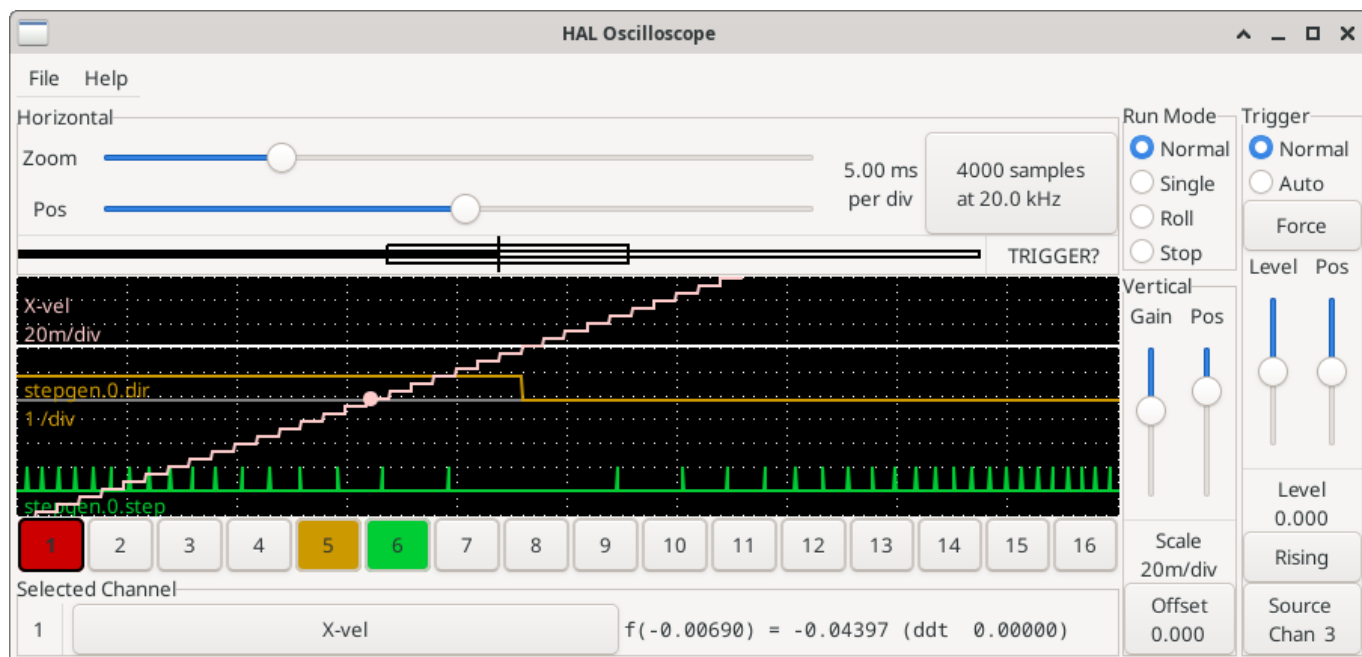 HAL Oscilloscope
File Help
Horizontal
Zoom
Pos
5.00 ms
per div
4000 samples
at 20.0 kHz
TRIGGER?
Run Mode
Normal
Single
Roll
Stop
Trigger
Normal
Auto
Force
Level Pos
Level
0.000
Rising
Source
Chan 3
Vertical
Gain Pos
Scale
20m/div
Offset
0.000
X-vel
20m/div
stepgen.0.dir
1 /div
stepgen.0.step
1 2 3 4 5 6 7 8 9 10 11 12 13 14 15 16
Selected Channel
1 X-vel f(-0.00690) = -0.04397 (ddt 0.00000)